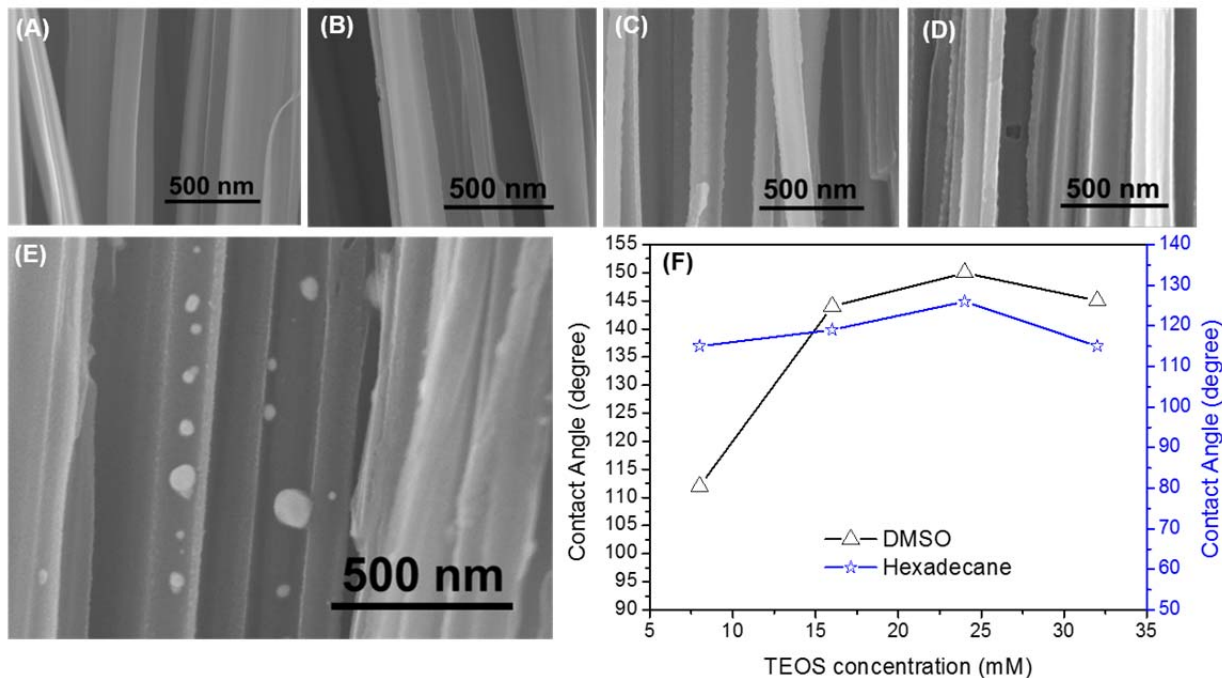 (A)
500 nm
(B)
500 nm
(C)
500 nm
(D)
500 nm
(E)
500 nm
(F)
155
150
145
140
135
130
125
120
115
110
105
100
95
90
Contact Angle (degree)
140
130
120
110
100
90
80
70
60
50
Contact Angle (degree)
DMSO
Hexadecane
5 10 15 20 25 30 35
TEOS concentration (mM)